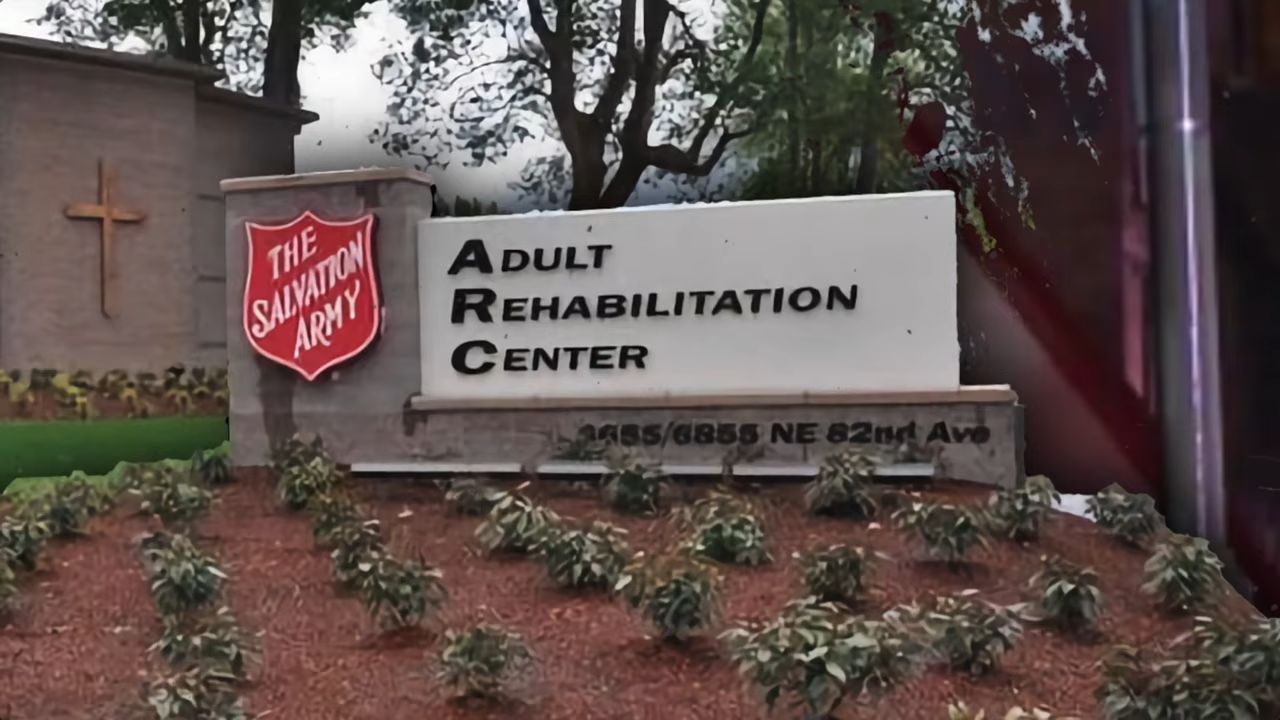 THE
SALVATION
ARMY
ADULT
REHABILITATION
CENTER
NE 82nd Ave